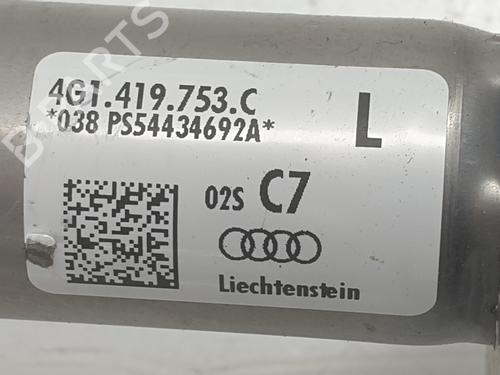 4G1.419.753.C
*038 PS54434692A*
L
02S C7
Liechtenstein